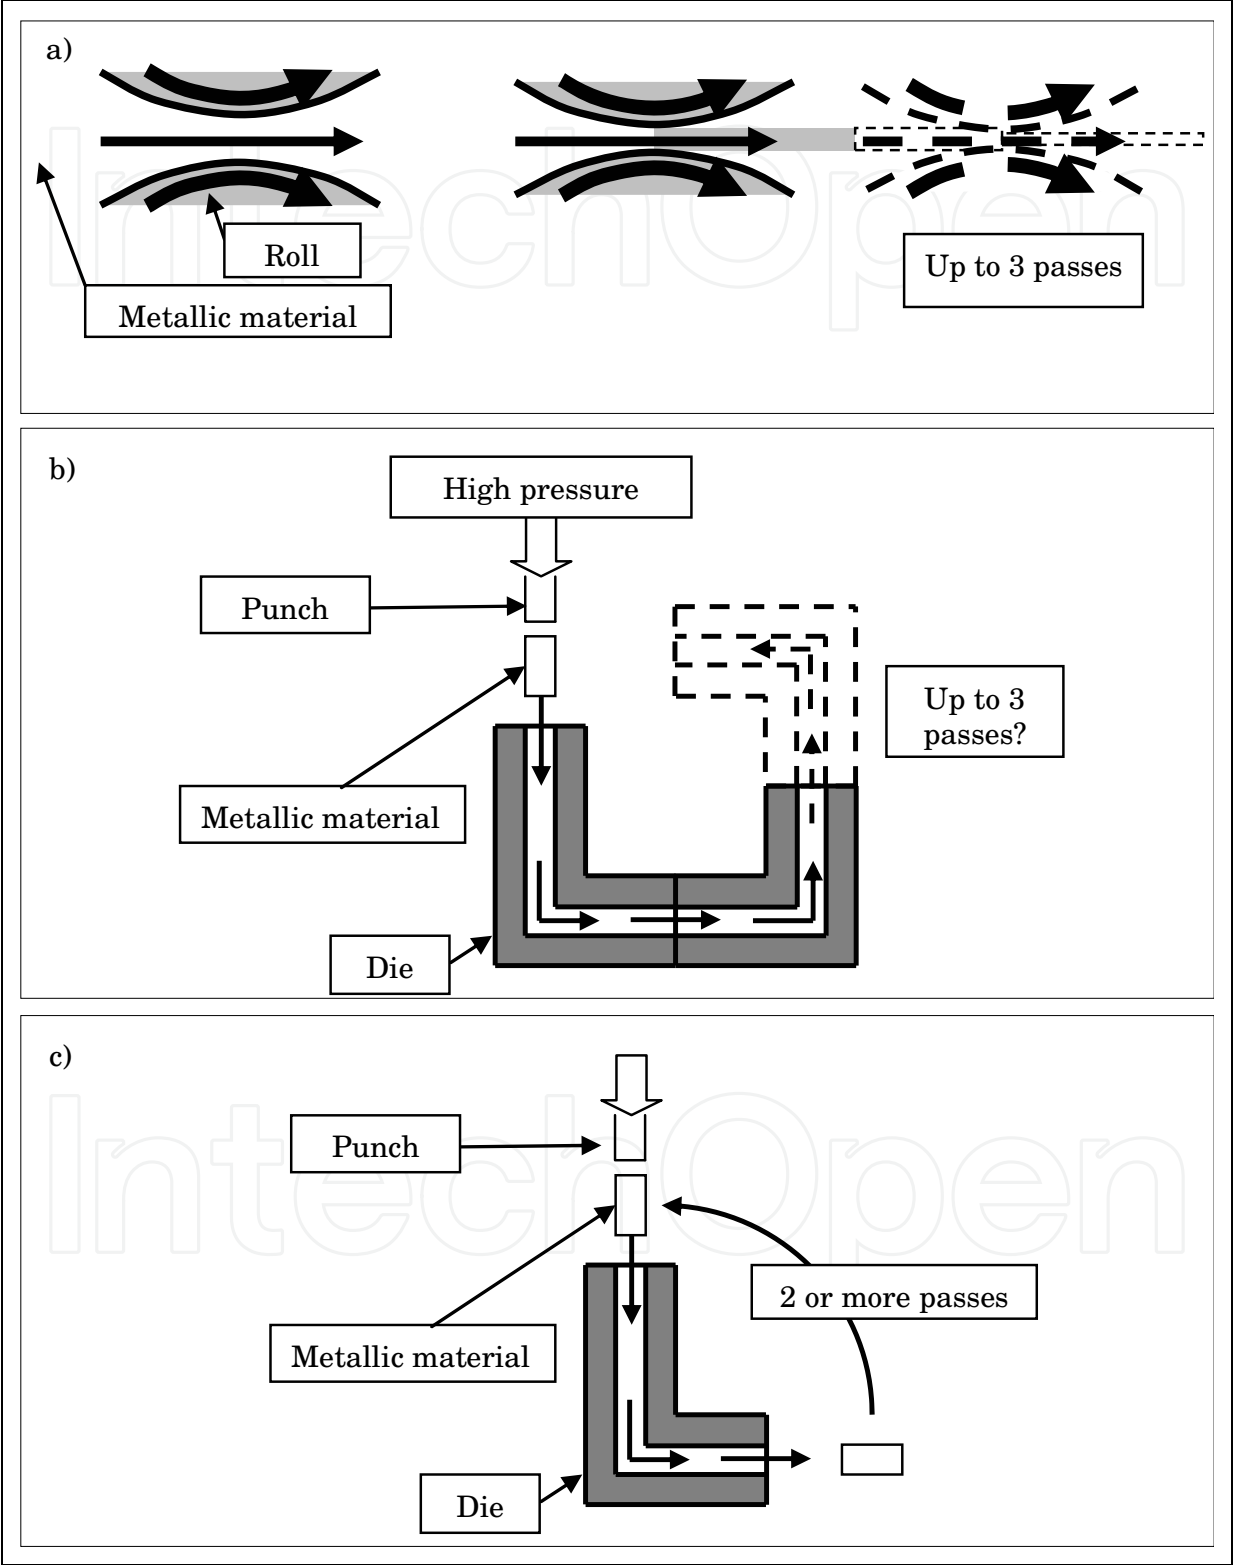 a)
Roll
Metallic material
Up to 3 passes
IntechOpen
b)
High pressure
Punch
Up to 3
passes?
Metallic material
Die
c)
Punch
IntechOpen
2 or more passes
Metallic material
Die